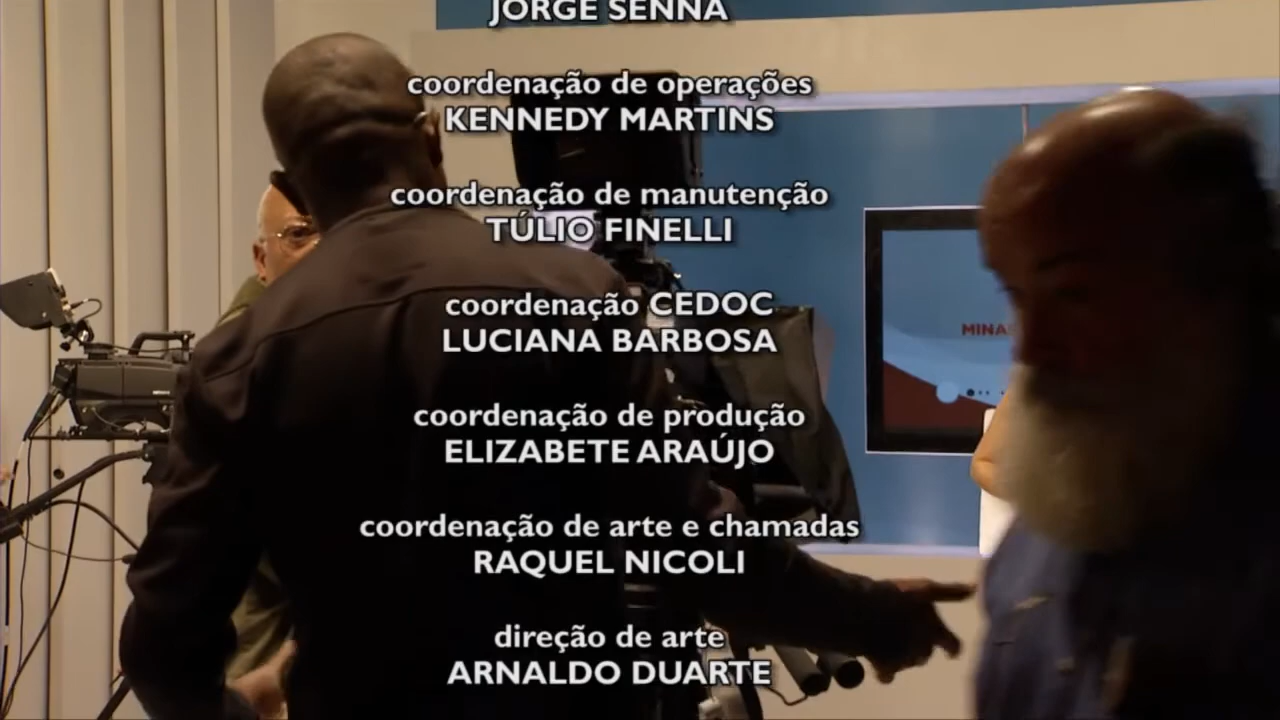 JORGE SENNA
coordenação de operações
KENNEDY MARTINS
coordenação de manutenção
TÚLIO FINELLI
coordenação CEDOC
LUCIANA BARBOSA
coordenação de produção
ELIZABETE ARAÚJO
coordenação de arte e chamadas
RAQUEL NICOLI
direção de arte
ARNALDO DUARTE